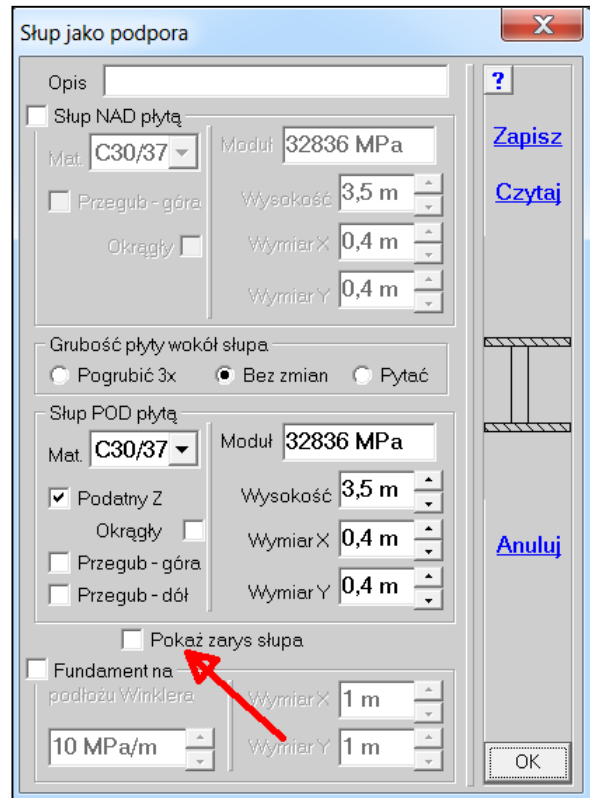 Słup jako podpora
X
Opis
?
Słup NAD płytą
Zapisz
Mat. C30/37
Moduł 32836 MPa
Przegub - góra
Wysokość 3,5 m
Czytaj
Okrągły
Wymiar X 0,4 m
Wymiar Y 0,4 m
Grubość płyty wokół słupa
Pogrubić 3x
Bez zmian
Pytać
Słup POD płytą
Mat. C30/37
Moduł 32836 MPa
Podatny Z
Wysokość 3,5 m
Okrągły
Wymiar X 0,4 m
Anuluj
Przegub - góra
Przegub - dół
Wymiar Y 0,4 m
Pokaż zarys słupa
Fundament na
podłożu Winklera
Wymiar X 1 m
10 MPa/m
Wymiar Y 1 m
OK